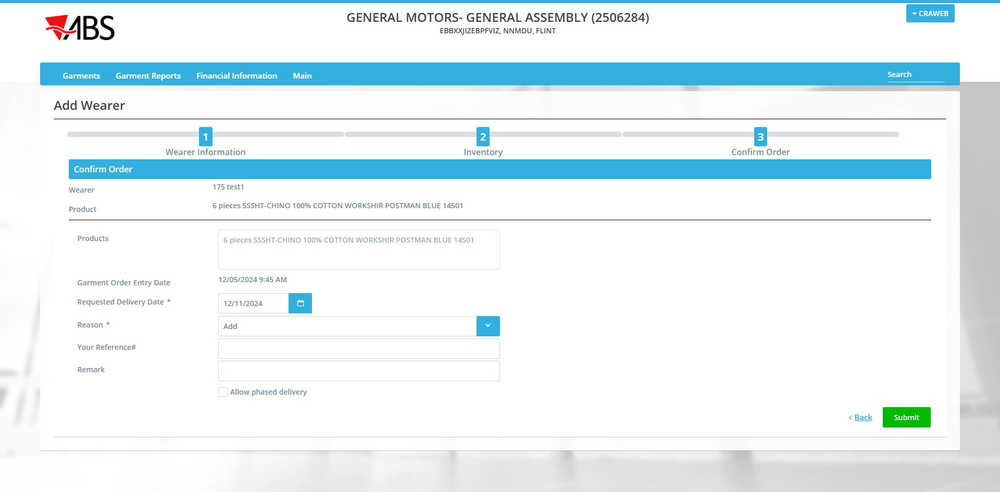 ABS
GENERAL MOTORS- GENERAL ASSEMBLY (2506284)
EBBXXJIZEBPFVIZ, NNMDU, FLINT
CRAWEB
Garments Garment Reports Financial Information Main
Search
Add Wearer
1 2 3
Wearer Information Inventory Confirm Order
Confirm Order
Wearer 175 test1
Product 6 pieces SSSHT-CHINO 100% COTTON WORKSHIR POSTMAN BLUE 14501
Products 6 pieces SSSHT-CHINO 100% COTTON WORKSHIR POSTMAN BLUE 14501
Garment Order Entry Date 12/05/2024 9:45 AM
Requested Delivery Date * 12/11/2024
Reason * Add
Your Reference#
Remark
Allow phased delivery
< Back Submit